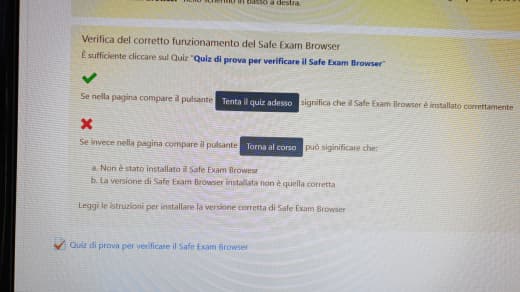 in basso a destra.
Verifica del corretto funzionamento del Safe Exam Browser
È sufficiente cliccare sul Quiz "Quiz di prova per verificare il Safe Exam Browser"
Se nella pagina compare il pulsante Tenta il quiz adesso significa che il Safe Exam Browser è installato correttamente
Se invece nella pagina compare il pulsante Torna al corso può siginificare che:
a. Non è stato installato il Safe Exam Browser
b. La versione di Safe Exam Browser installata non è quella corretta
Leggi le istruzioni per installare la versione corretta di Safe Exam Browser
Quiz di prova per verificare il Safe Exam Browser